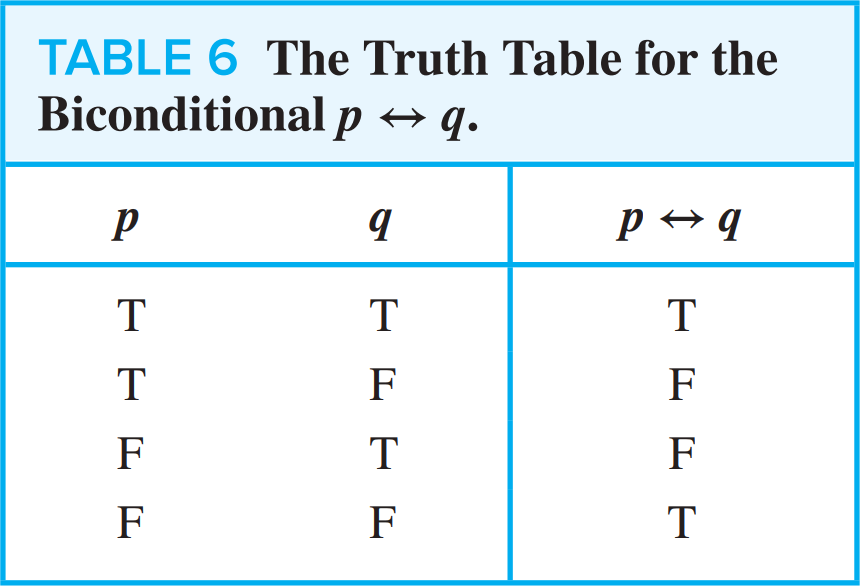 TABLE 6 The Truth Table for the
Biconditional p ↔ q.
p q p ↔ q
T T T
T F F
F T F
F F T